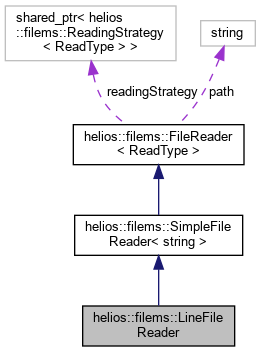 shared_ptr< helios
::filems::ReadingStrategy
< ReadType > >
string
readingStrategy
path
helios::filems::FileReader
< ReadType >
helios::filems::SimpleFile
Reader< string >
helios::filems::LineFile
Reader